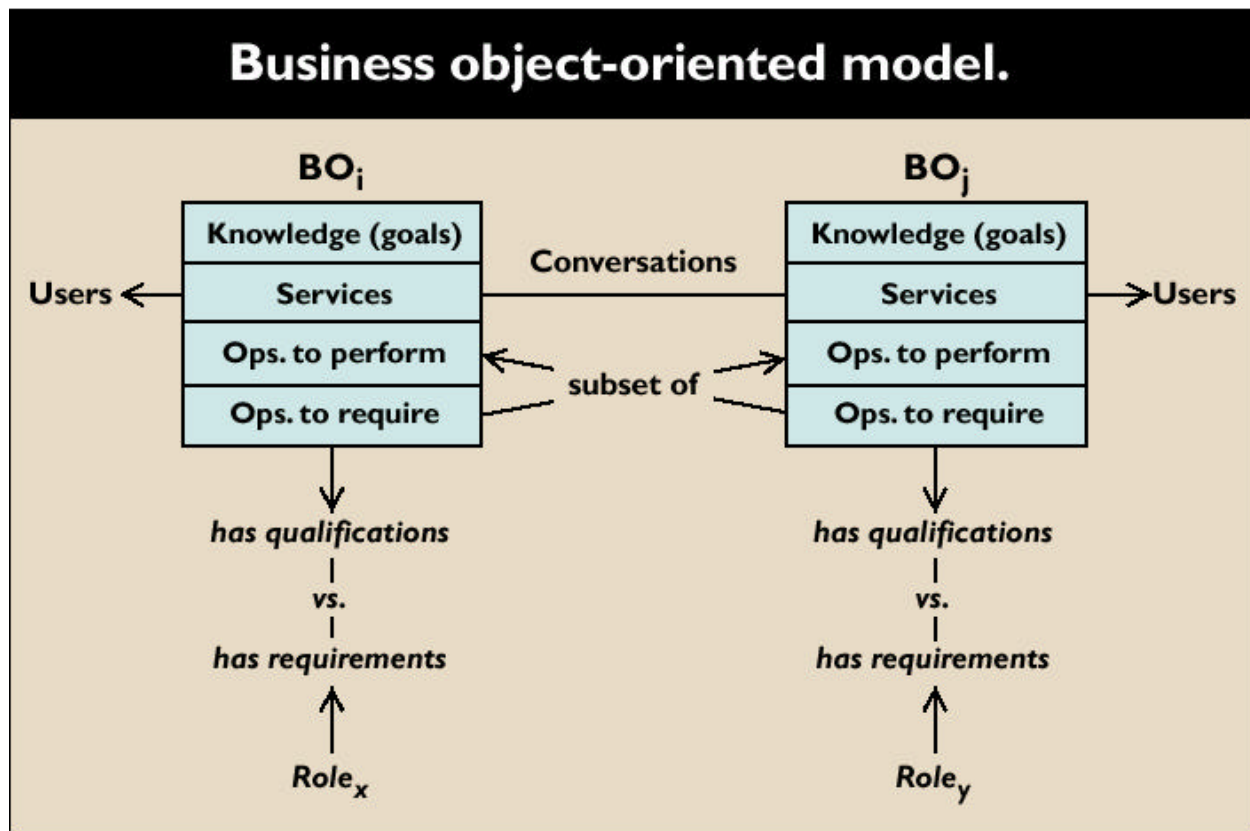 Business object-oriented model.
BOi
BOj
Knowledge (goals)
Knowledge (goals)
Conversations
Users
Services
Services
Users
Ops. to perform
Ops. to perform
subset of
Ops. to require
Ops. to require
has qualifications
has qualifications
vs.
vs.
has requirements
has requirements
Rolex
Roley